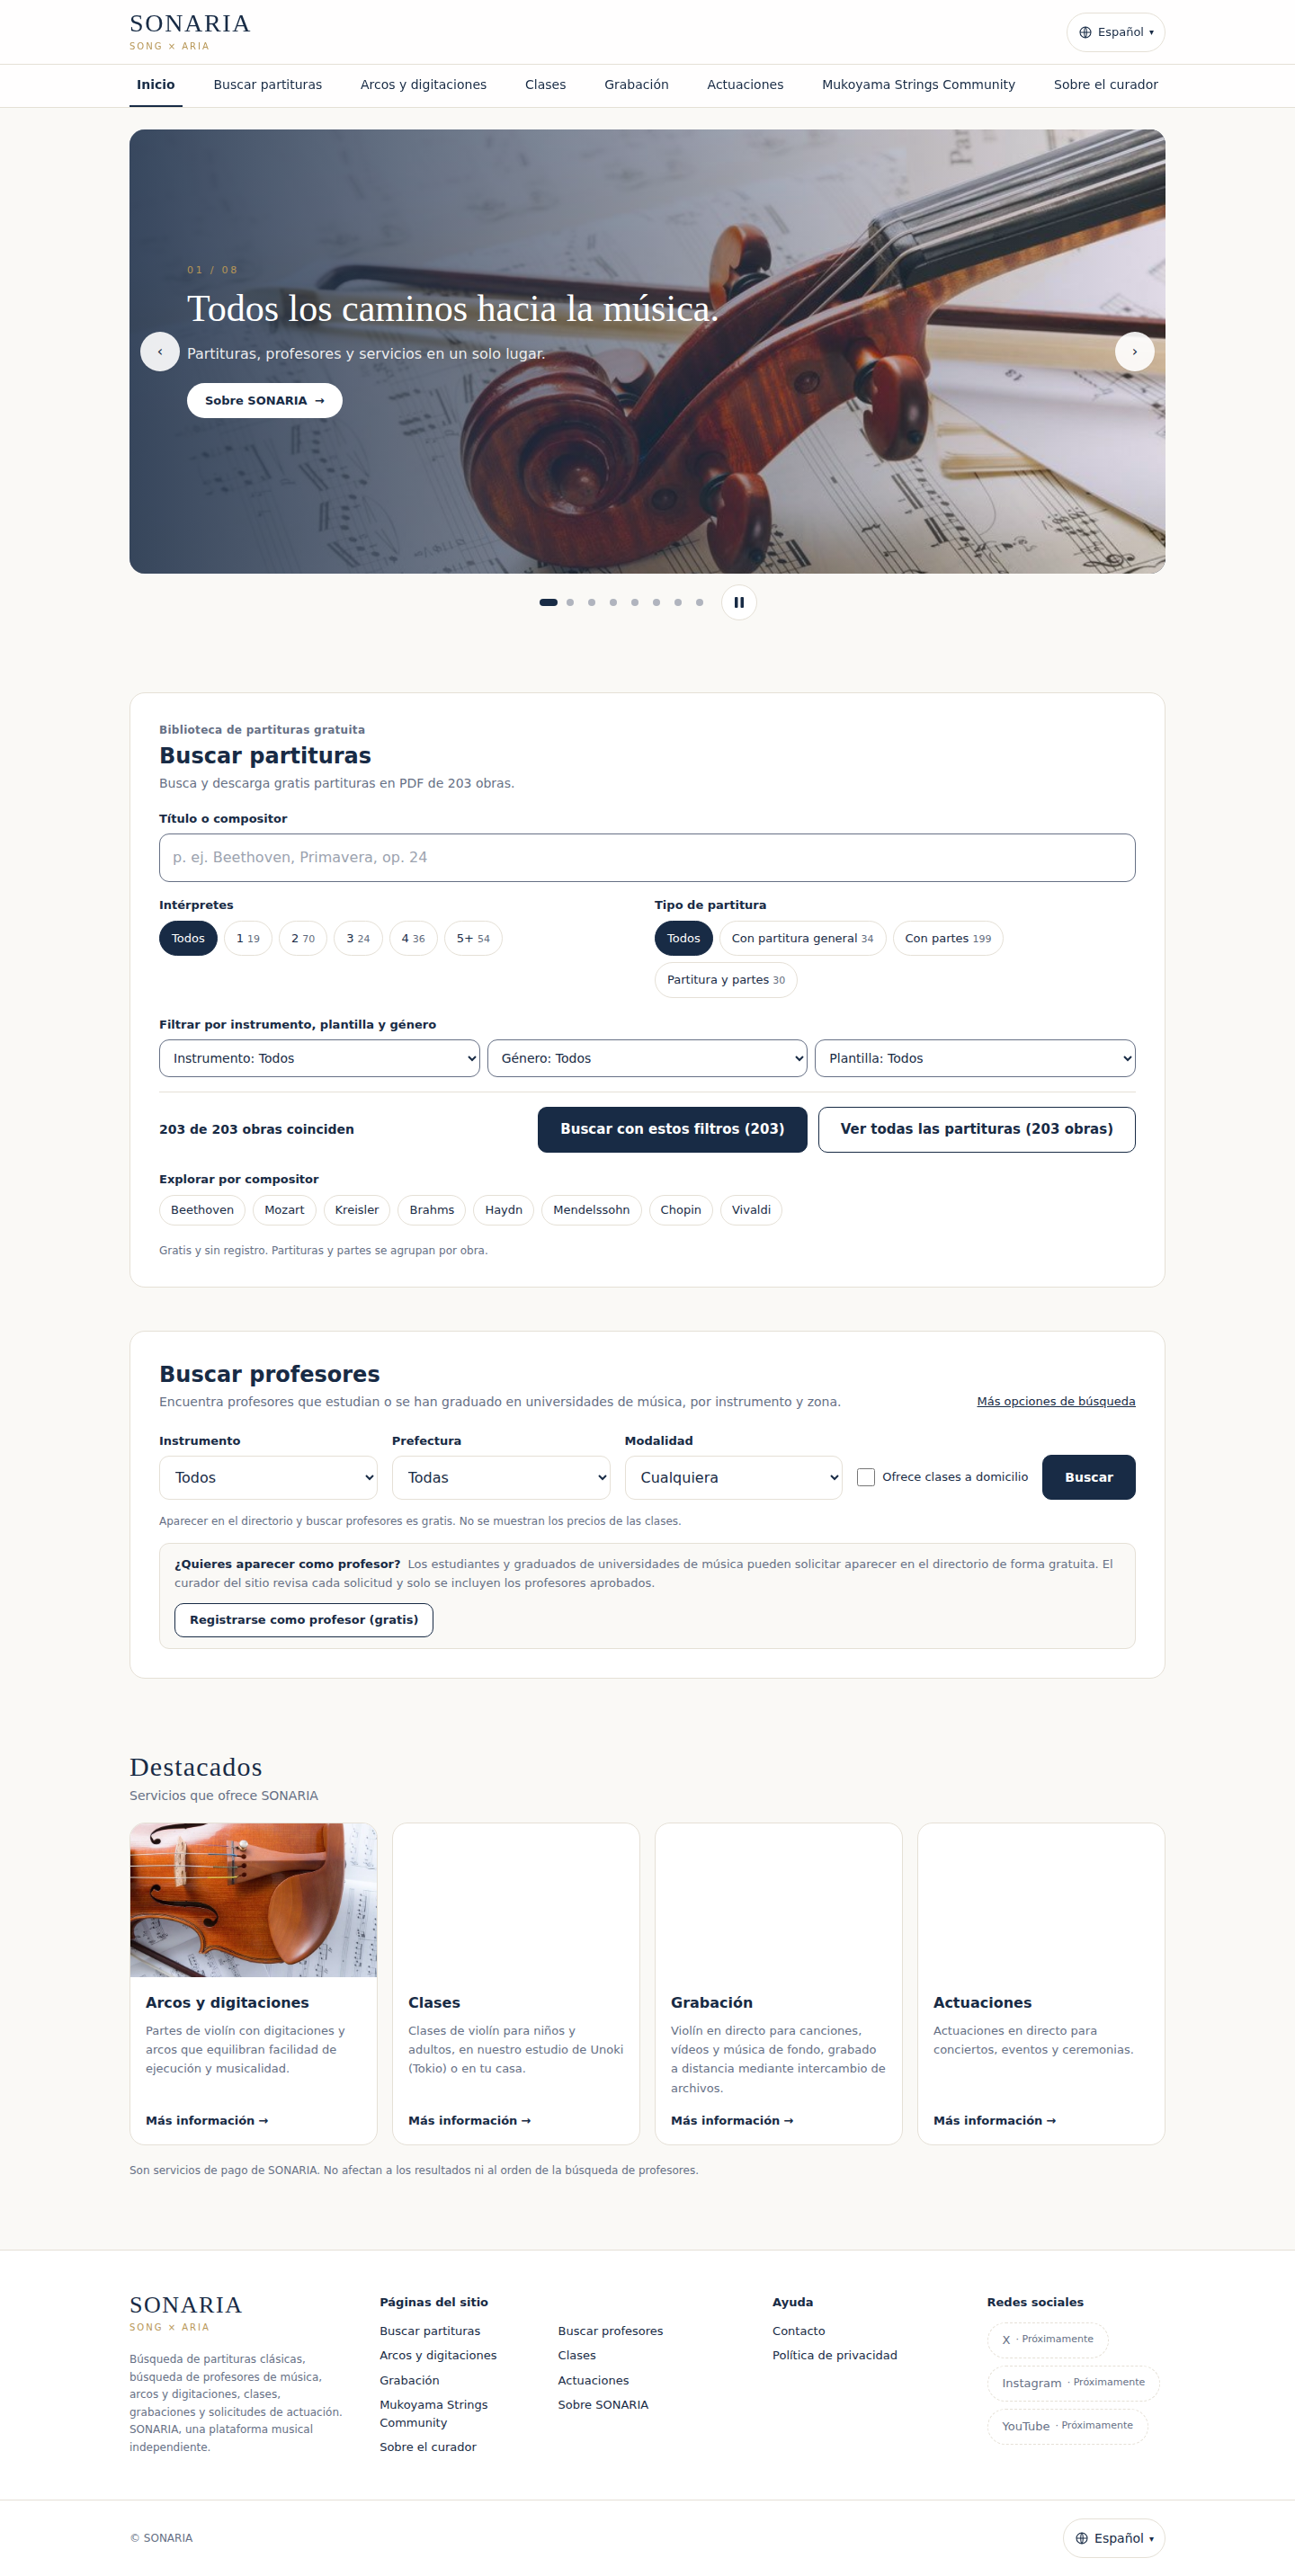 SONARIA
SONG × ARIA
Español ▾
Inicio
Buscar partituras
Arcos y digitaciones
Clases
Grabación
Actuaciones
Mukoyama Strings Community
Sobre el curador
01 / 08
Todos los caminos hacia la música.
Partituras, profesores y servicios en un solo lugar.
Sobre SONARIA →
‹
›
Biblioteca de partituras gratuita
Buscar partituras
Busca y descarga gratis partituras en PDF de 203 obras.
Título o compositor
p. ej. Beethoven, Primavera, op. 24
Intérpretes
Todos
1 19
2 70
3 24
4 36
5+ 54
Tipo de partitura
Todos
Con partitura general 34
Con partes 199
Partitura y partes 30
Filtrar por instrumento, plantilla y género
Instrumento: Todos
Género: Todos
Plantilla: Todos
203 de 203 obras coinciden
Buscar con estos filtros (203)
Ver todas las partituras (203 obras)
Explorar por compositor
Beethoven
Mozart
Kreisler
Brahms
Haydn
Mendelssohn
Chopin
Vivaldi
Gratis y sin registro. Partituras y partes se agrupan por obra.
Buscar profesores
Encuentra profesores que estudian o se han graduado en universidades de música, por instrumento y zona.
Más opciones de búsqueda
Instrumento
Todos
Prefectura
Todas
Modalidad
Cualquiera
Ofrece clases a domicilio
Buscar
Aparecer en el directorio y buscar profesores es gratis. No se muestran los precios de las clases.
¿Quieres aparecer como profesor? Los estudiantes y graduados de universidades de música pueden solicitar aparecer en el directorio de forma gratuita. El
curador del sitio revisa cada solicitud y solo se incluyen los profesores aprobados.
Registrarse como profesor (gratis)
Destacados
Servicios que ofrece SONARIA
Arcos y digitaciones
Partes de violín con digitaciones y
arcos que equilibran facilidad de
ejecución y musicalidad.
Más información →
Clases
Clases de violín para niños y
adultos, en nuestro estudio de Unoki
(Tokio) o en tu casa.
Más información →
Grabación
Violín en directo para canciones,
vídeos y música de fondo, grabado
a distancia mediante intercambio de
archivos.
Más información →
Actuaciones
Actuaciones en directo para
conciertos, eventos y ceremonias.
Más información →
Son servicios de pago de SONARIA. No afectan a los resultados ni al orden de la búsqueda de profesores.
SONARIA
SONG × ARIA
Búsqueda de partituras clásicas,
búsqueda de profesores de música,
arcos y digitaciones, clases,
grabaciones y solicitudes de actuación.
SONARIA, una plataforma musical
independiente.
Páginas del sitio
Buscar partituras
Buscar profesores
Arcos y digitaciones
Clases
Grabación
Actuaciones
Mukoyama Strings
Community
Sobre SONARIA
Sobre el curador
Ayuda
Contacto
Política de privacidad
Redes sociales
X · Próximamente
Instagram · Próximamente
YouTube · Próximamente
© SONARIA
Español ▾